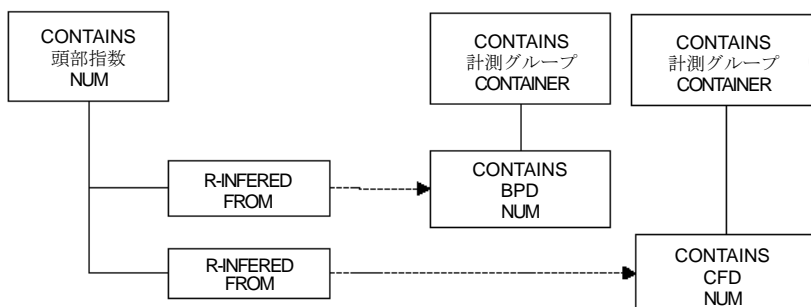 CONTAINS
頭部指数
NUM
CONTAINS
計測グループ
CONTAINER
CONTAINS
計測グループ
CONTAINER
R-INFERED
FROM
CONTAINS
BPD
NUM
R-INFERED
FROM
CONTAINS
CFD
NUM